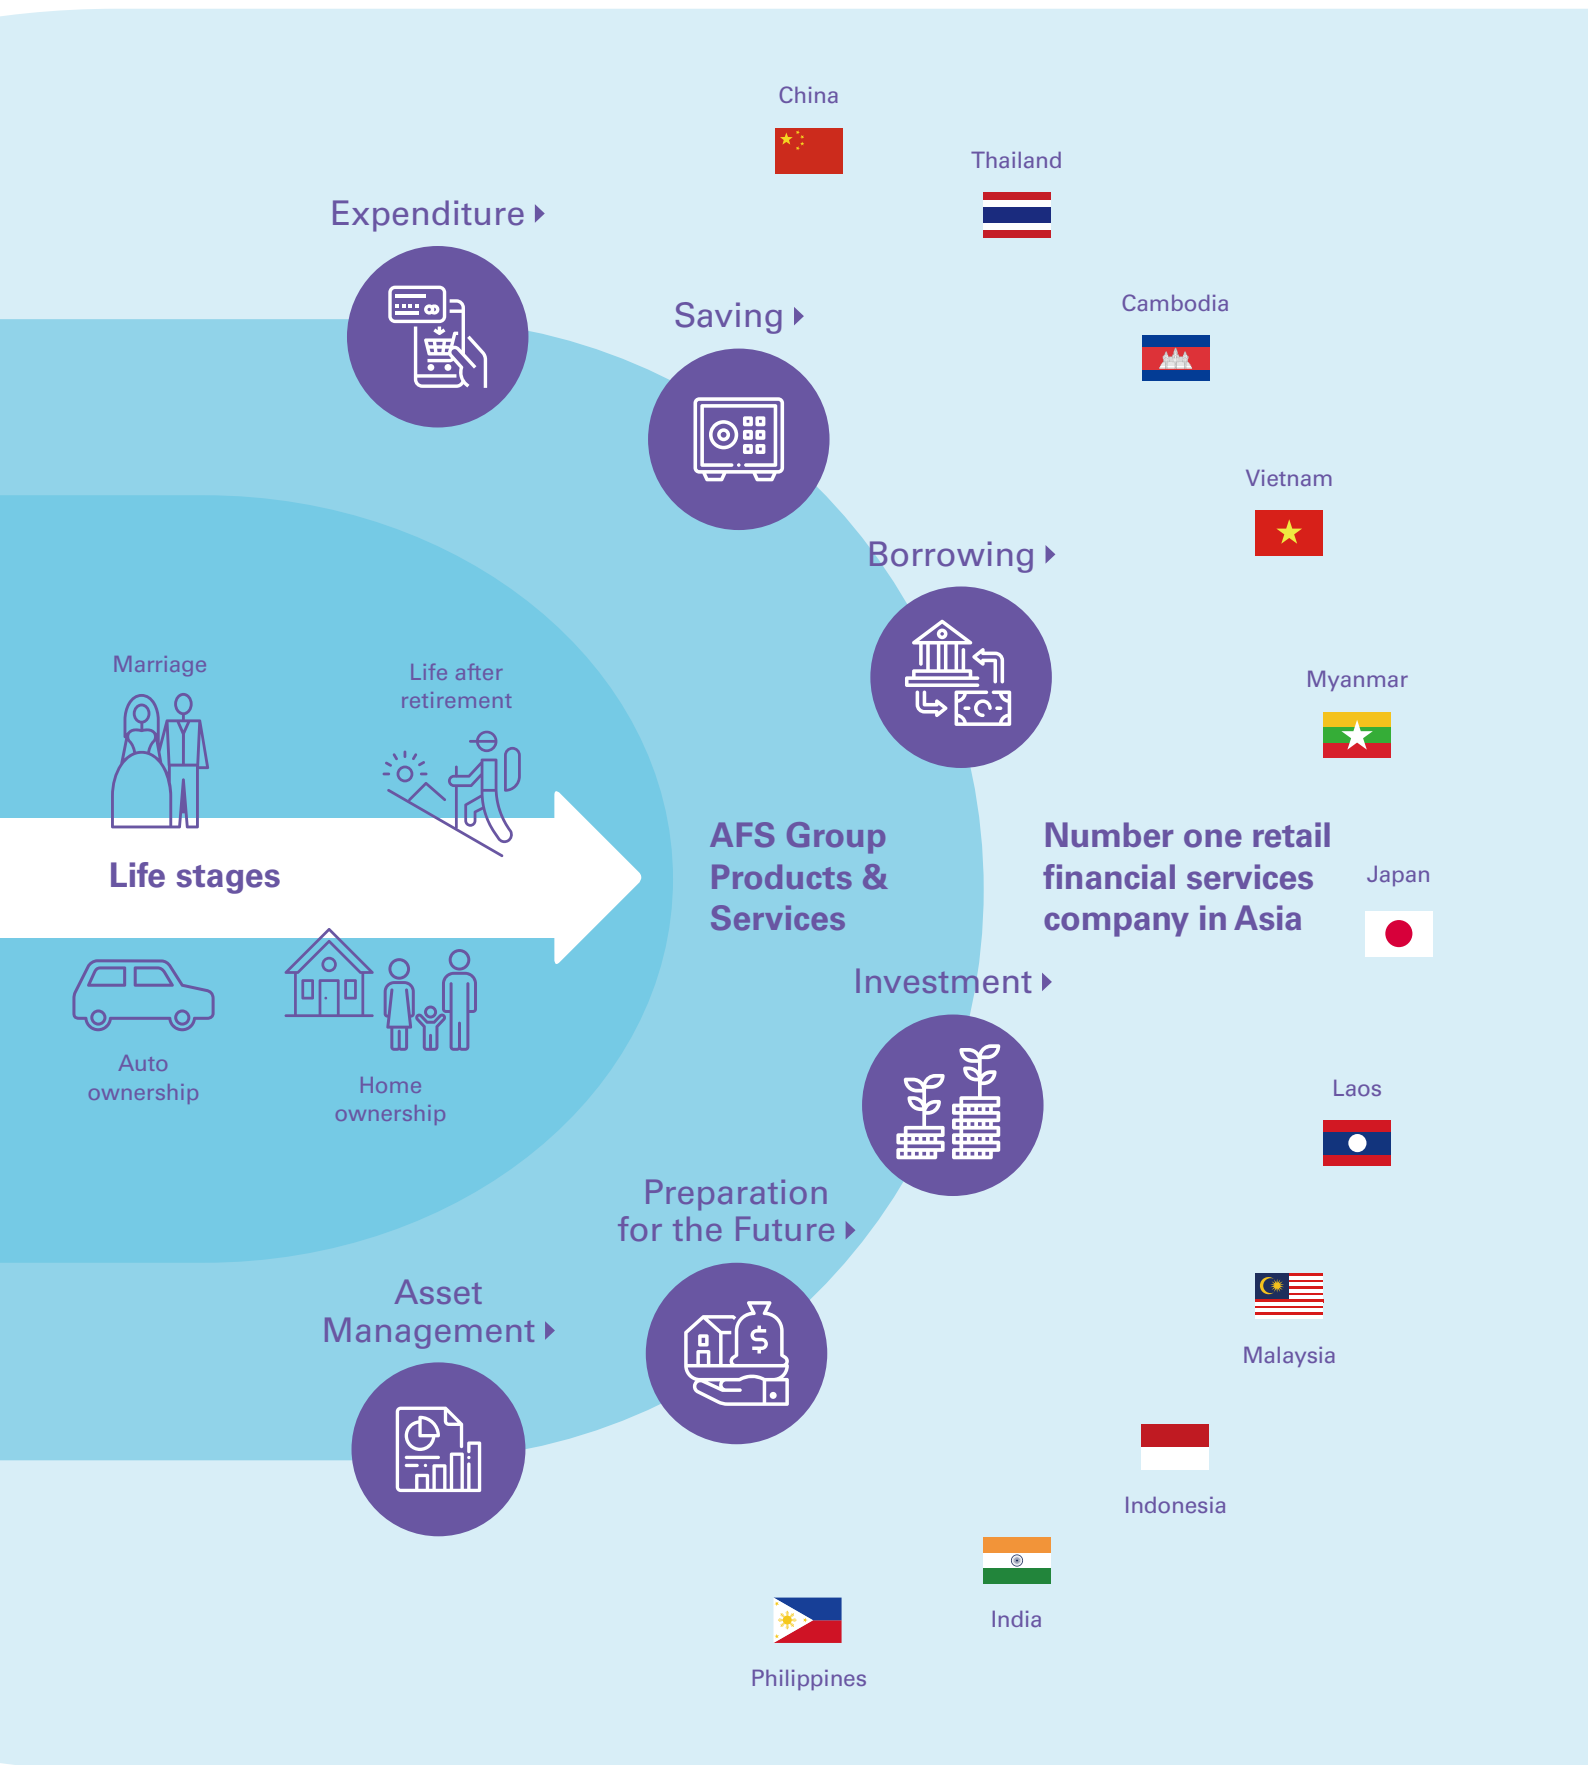 China
Thailand
Expenditure
Cambodia
Saving
Vietnam
Borrowing
Marriage
Life after
retirement
Myanmar
Life stages
AFS Group
Products &
Services
Number one retail
financial services
company in Asia
Japan
Investment
Auto
ownership
Home
ownership
Laos
Preparation
for the Future
Asset
Management
Malaysia
Indonesia
India
Philippines